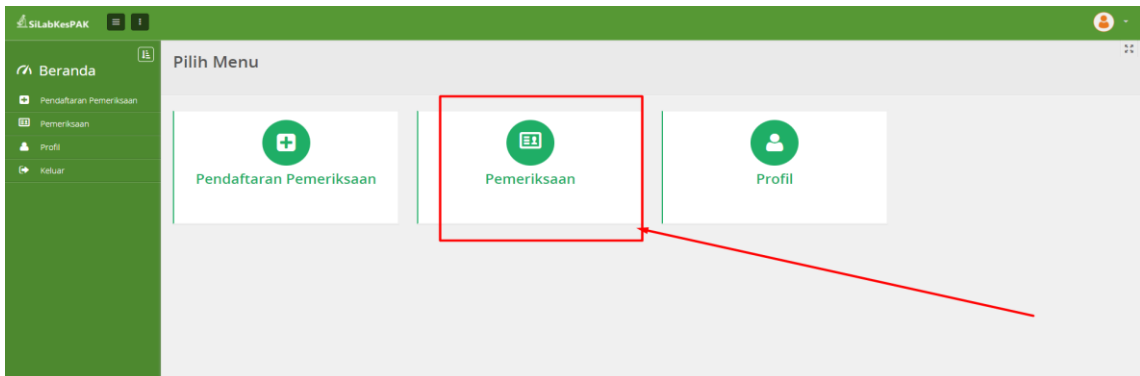 SiLabKesPAK
Beranda
Pendaftaran Pemeriksaan
Pemeriksaan
Profil
Keluar
Pilih Menu
Pendaftaran Pemeriksaan
Pemeriksaan
Profil